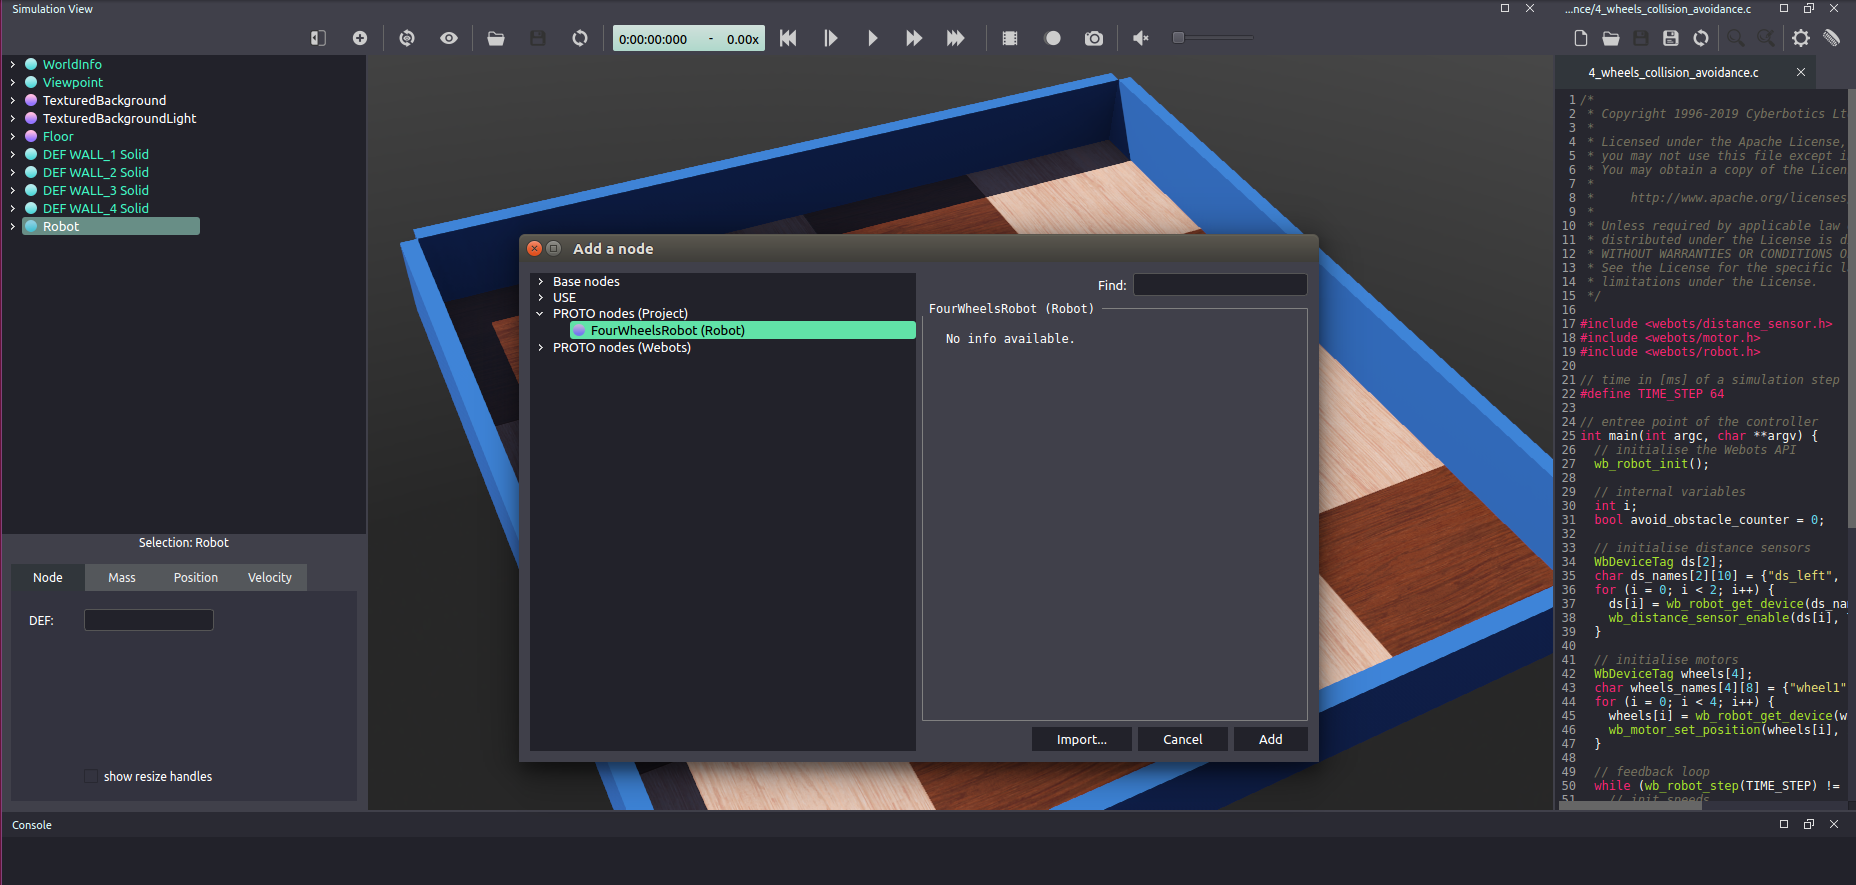 Simulation View
...nce/4_wheels_collision_avoidance.c
0:00:00:000 - 0.00x
WorldInfo
Viewpoint
TexturedBackground
TexturedBackgroundLight
Floor
DEF WALL_1 Solid
DEF WALL_2 Solid
DEF WALL_3 Solid
DEF WALL_4 Solid
Robot
Selection: Robot
Node Mass Position Velocity
DEF:
show resize handles
Add a node
Base nodes
USE
PROTO nodes (Project)
FourWheelsRobot (Robot)
PROTO nodes (Webots)
Find:
FourWheelsRobot (Robot)
No info available.
Import... Cancel Add
4_wheels_collision_avoidance.c
1 /*
2 * Copyright 1996-2019 Cyberbotics Lt
3 *
4 * Licensed under the Apache License,
5 * you may not use this file except i
6 * You may obtain a copy of the Licen
7 *
8 * http://www.apache.org/licenses
9 *
10 * Unless required by applicable law
11 * distributed under the License is d
12 * WITHOUT WARRANTIES OR CONDITIONS O
13 * See the License for the specific l
14 * limitations under the License.
15 */
16
17 #include <webots/distance_sensor.h>
18 #include <webots/motor.h>
19 #include <webots/robot.h>
20
21 // time in [ms] of a simulation step
22 #define TIME_STEP 64
23
24 // entree point of the controller
25 int main(int argc, char **argv) {
26 // initialise the Webots API
27 wb_robot_init();
28
29 // internal variables
30 int i;
31 bool avoid_obstacle_counter = 0;
32
33 // initialise distance sensors
34 WbDeviceTag ds[2];
35 char ds_names[2][10] = {"ds_left",
36 for (i = 0; i < 2; i++) {
37 ds[i] = wb_robot_get_device(ds_na
38 wb_distance_sensor_enable(ds[i],
39 }
40
41 // initialise motors
42 WbDeviceTag wheels[4];
43 char wheels_names[4][8] = {"wheel1"
44 for (i = 0; i < 4; i++) {
45 wheels[i] = wb_robot_get_device(w
46 wb_motor_set_position(wheels[i],
47 }
48
49 // feedback loop
50 while (wb_robot_step(TIME_STEP) !=
51 // init speeds
Console